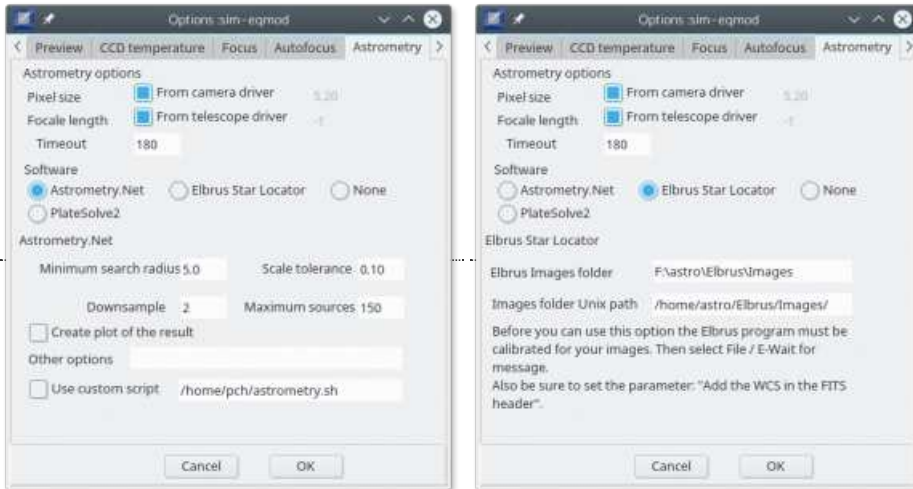 Options :sim-eqmod
Preview CCD temperature Focus Autofocus Astrometry
Astrometry options
Pixel size From camera driver 5.20
Focale length From telescope driver -1
Timeout 180
Software
Astrometry.Net Elbrus Star Locator None
PlateSolve2
Astrometry.Net
Minimum search radius 5.0 Scale tolerance 0.10
Downsample 2 Maximum sources 150
Create plot of the result
Other options
Use custom script /home/pch/astrometry.sh
Cancel OK
Options :sim-eqmod
Preview CCD temperature Focus Autofocus Astrometry
Astrometry options
Pixel size From camera driver 5.20
Focale length From telescope driver -1
Timeout 180
Software
Astrometry.Net Elbrus Star Locator None
PlateSolve2
Elbrus Star Locator
Elbrus Images folder F:\astro\Elbrus\Images
Images folder Unix path /home/astro/Elbrus/Images/
Before you can use this option the Elbrus program must be
calibrated for your images. Then select File / E-Wait for
message.
Also be sure to set the parameter: "Add the WCS in the FITS
header".
Cancel OK